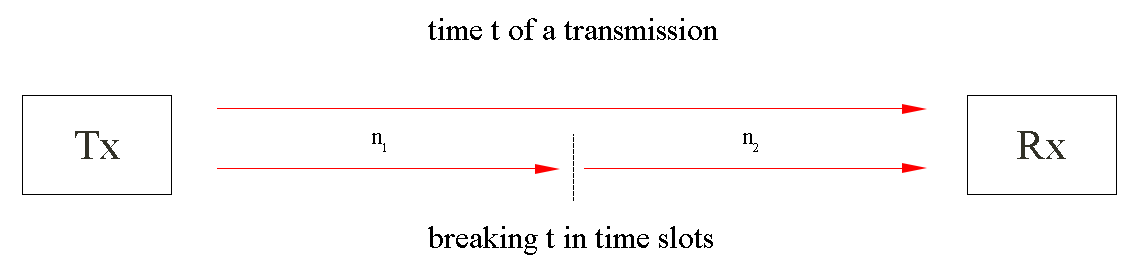 time t of a transmission
Tx
n₁
n₂
Rx
breaking t in time slots